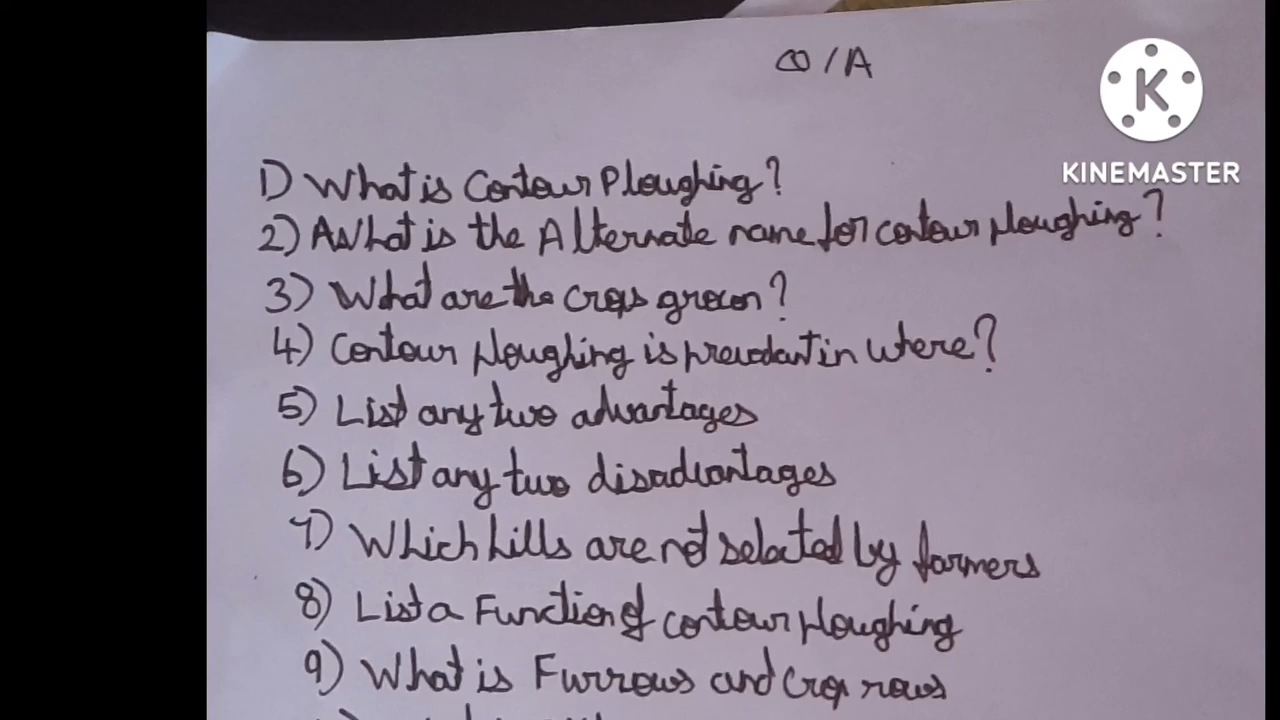 Q/A
K
KINEMASTER
1) What is Contour Ploughing?
2) What is the Alternate name for contour ploughing?
3) What are the crops grown?
4) Contour ploughing is prevalent in where?
5) List any two advantages
6) List any two disadvantages
7) Which hills are not selected by farmers
8) List a Function of contour ploughing
9) What is Furrows and Crop rows